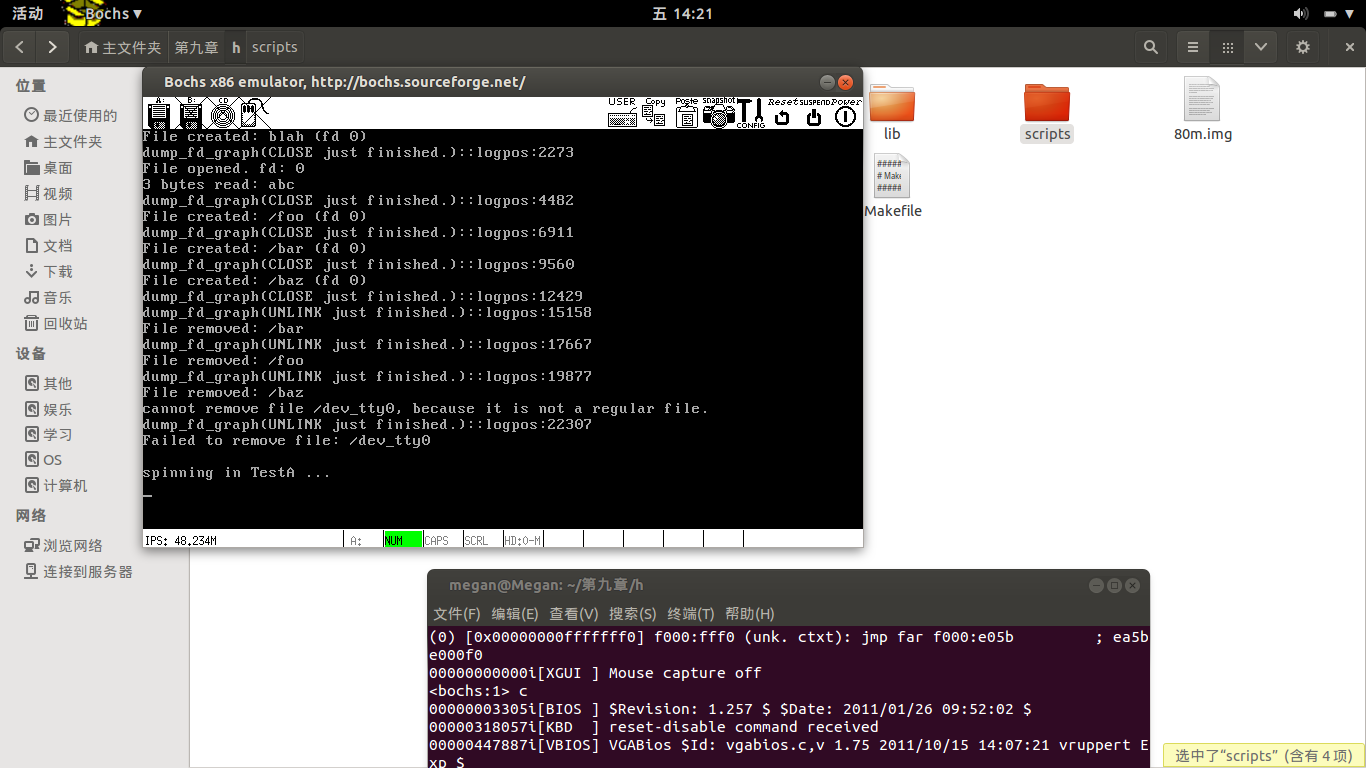 活动 Bochs ▾ 五 14:21
主文件夹 第九章 h scripts
位置
最近使用的
主文件夹
桌面
视频
图片
文档
下载
音乐
回收站
设备
其他
娱乐
学习
OS
计算机
网络
浏览网络
连接到服务器
lib
scripts
80m.img
#####
# Make
#####
Makefile
Bochs x86 emulator, http://bochs.sourceforge.net/
A: B: CD USER Copy Paste snapshot CONFIG Reset SUSPEND Power
File created: blah (fd 0)
dump_fd_graph(CLOSE just finished.)::logpos:2273
File opened. fd: 0
3 bytes read: abc
dump_fd_graph(CLOSE just finished.)::logpos:4482
File created: /foo (fd 0)
dump_fd_graph(CLOSE just finished.)::logpos:6911
File created: /bar (fd 0)
dump_fd_graph(CLOSE just finished.)::logpos:9560
File created: /baz (fd 0)
dump_fd_graph(CLOSE just finished.)::logpos:12429
dump_fd_graph(UNLINK just finished.)::logpos:15158
File removed: /bar
dump_fd_graph(UNLINK just finished.)::logpos:17667
File removed: /foo
dump_fd_graph(UNLINK just finished.)::logpos:19877
File removed: /baz
cannot remove file /dev_tty0, because it is not a regular file.
dump_fd_graph(UNLINK just finished.)::logpos:22307
Failed to remove file: /dev_tty0
spinning in TestA ...
IPS: 48.234M A: NUM CAPS SCRL HD:0-M
megan@Megan: ~/第九章/h
文件(F) 编辑(E) 查看(V) 搜索(S) 终端(T) 帮助(H)
(0) [0x00000000fffffff0] f000:fff0 (unk. ctxt): jmp far f000:e05b ; ea5b
e000f0
00000000000i[XGUI ] Mouse capture off
<bochs:1> c
00000003305i[BIOS ] $Revision: 1.257 $ $Date: 2011/01/26 09:52:02 $
00000318057i[KBD ] reset-disable command received
00000447887i[VBIOS] VGABios $Id: vgabios.c,v 1.75 2011/10/15 14:07:21 vruppert E
xp $
选中了“scripts” (含有 4 项)